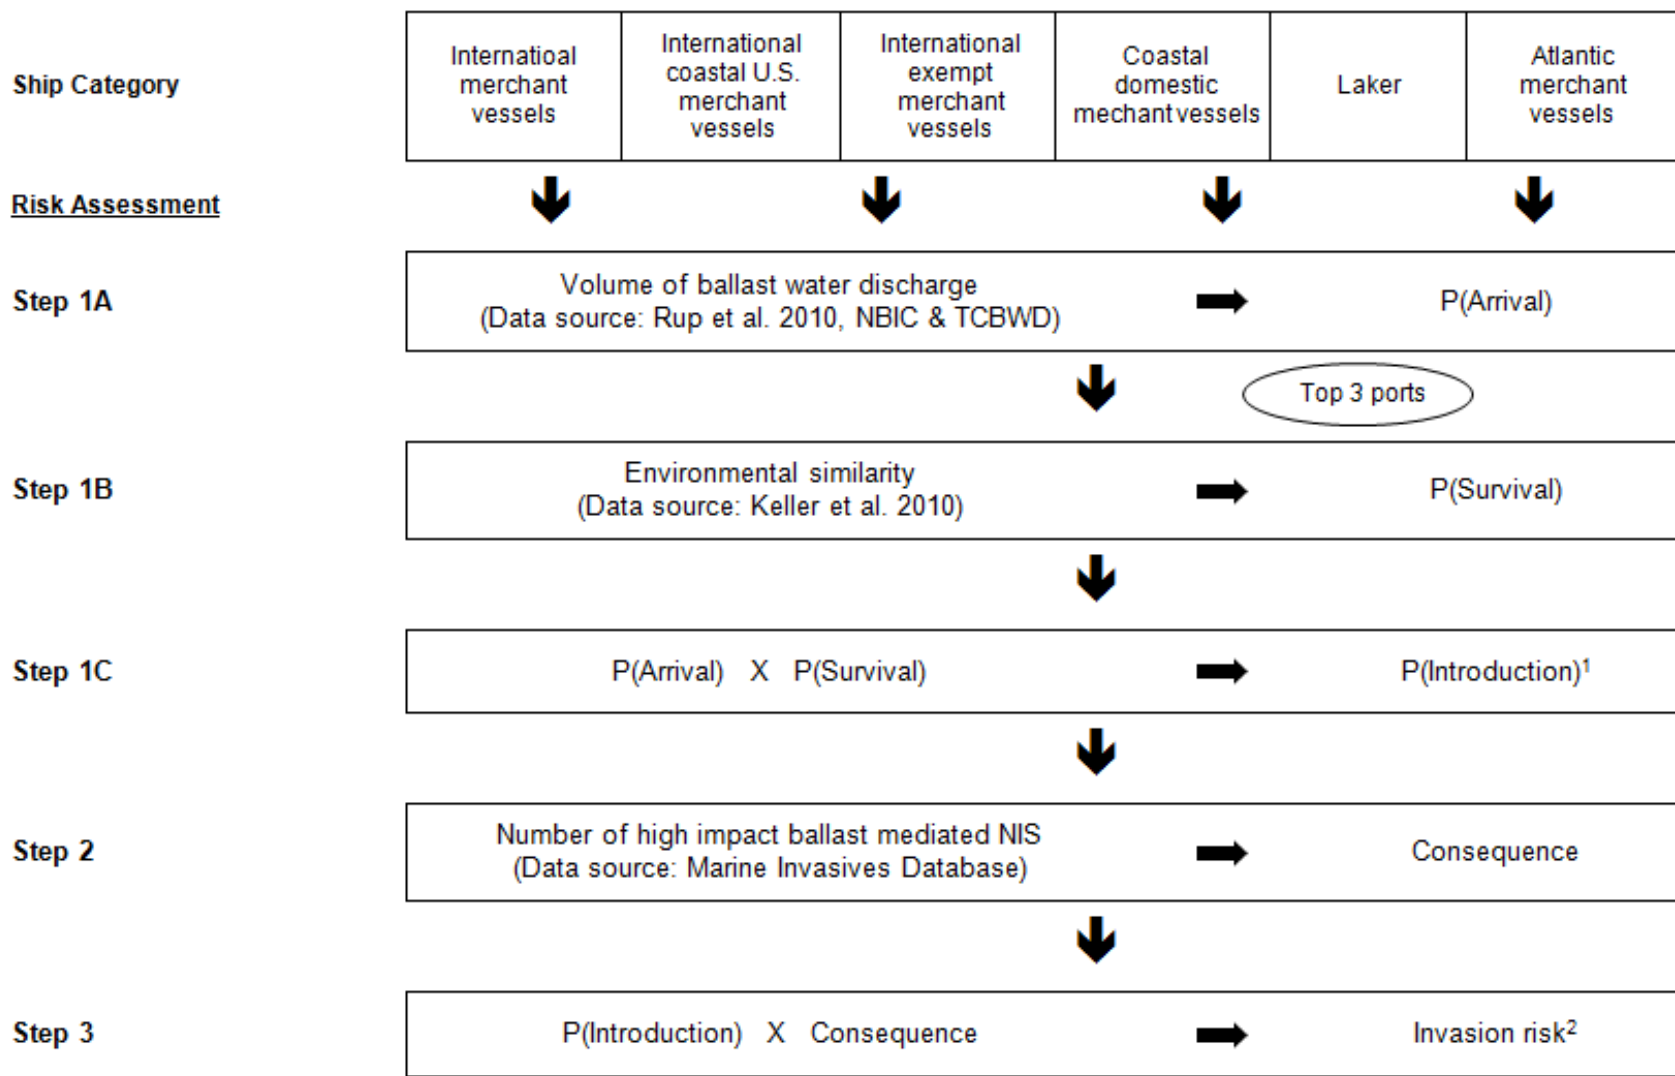 Ship Category
Internatioal
merchant
vessels
International
coastal U.S.
merchant
vessels
International
exempt
merchant
vessels
Coastal
domestic
mechant vessels
Laker
Atlantic
merchant
vessels
Risk Assessment
Step 1A
Volume of ballast water discharge
(Data source: Rup et al. 2010, NBIC & TCBWD)
P(Arrival)
Top 3 ports
Step 1B
Environmental similarity
(Data source: Keller et al. 2010)
P(Survival)
Step 1C
P(Arrival) X P(Survival)
P(Introduction)¹
Step 2
Number of high impact ballast mediated NIS
(Data source: Marine Invasives Database)
Consequence
Step 3
P(Introduction) X Consequence
Invasion risk²